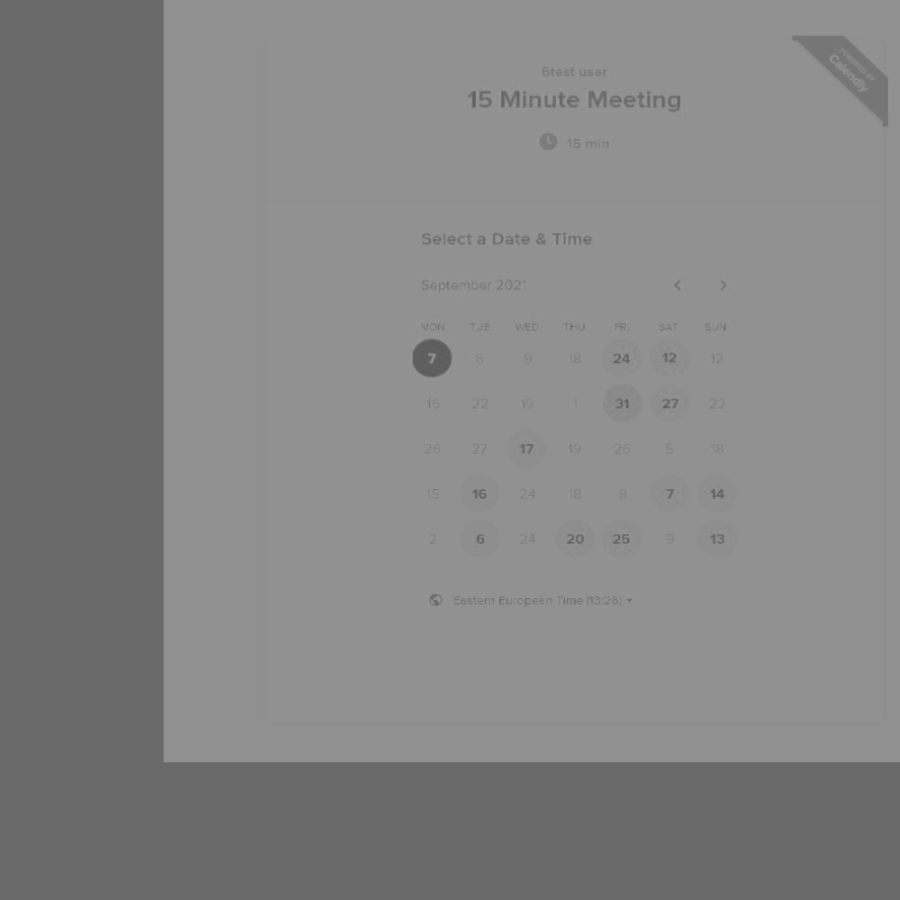 POWERED BY
Calendly
6test user
15 Minute Meeting
15 min
Select a Date & Time
September 2021
MON TUE WED THU FRI SAT SUN
7 6 9 18 24 12 12
16 22 19 1 31 27 22
26 27 17 19 26 5 18
15 16 24 18 8 7 14
2 6 24 20 25 9 13
Eastern European Time (13:26)